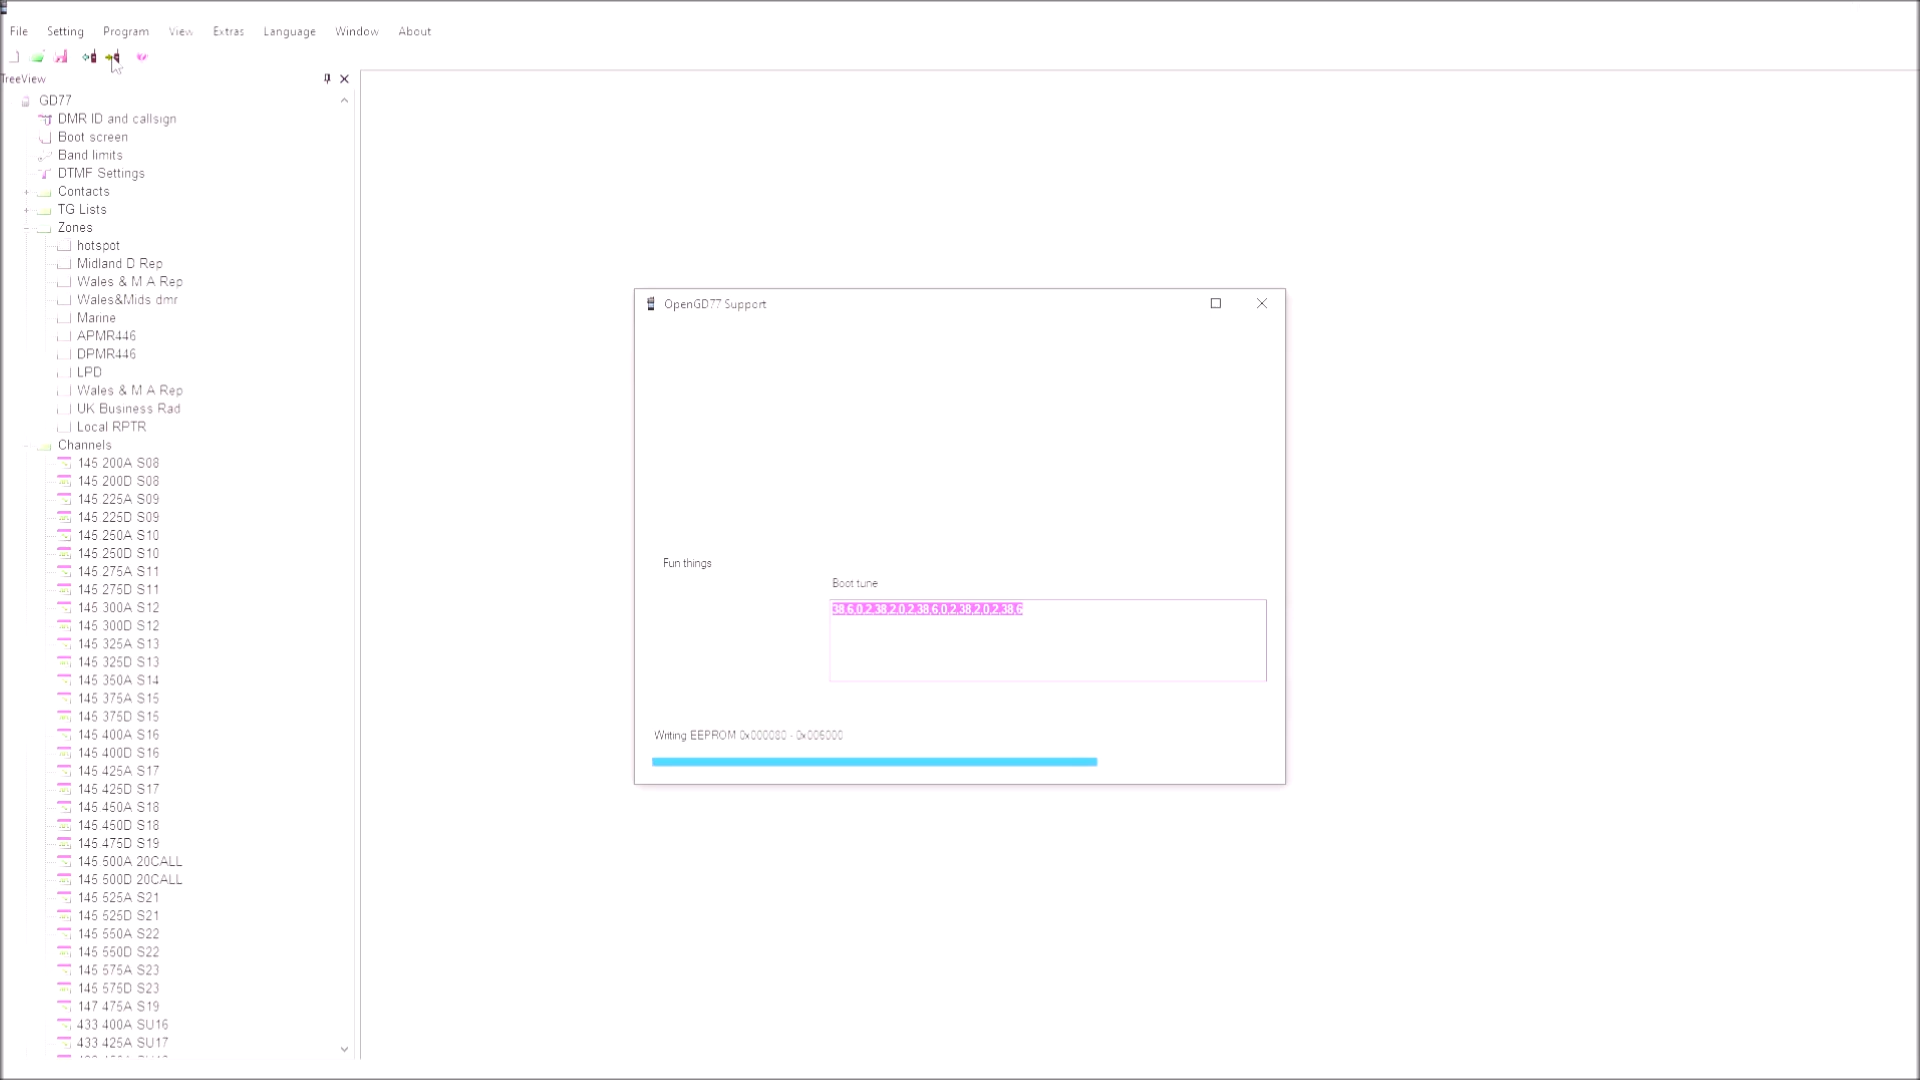 File Setting Program View Extras Language Window About
TreeView
GD77
DMR ID and callsign
Boot screen
Band limits
DTMF Settings
Contacts
TG Lists
Zones
hotspot
Midland D Rep
Wales & M A Rep
Wales&Mids dmr
Marine
APMR446
DPMR446
LPD
Wales & M A Rep
UK Business Rad
Local RPTR
Channels
145 200A S08
145 200D S08
145 225A S09
145 225D S09
145 250A S10
145 250D S10
145 275A S11
145 275D S11
145 300A S12
145 300D S12
145 325A S13
145 325D S13
145 350A S14
145 375A S15
145 375D S15
145 400A S16
145 400D S16
145 425A S17
145 425D S17
145 450A S18
145 450D S18
145 475D S19
145 500A 20CALL
145 500D 20CALL
145 525A S21
145 525D S21
145 550A S22
145 550D S22
145 575A S23
145 575D S23
147 475A S19
433 400A SU16
433 425A SU17
OpenGD77 Support
Fun things
Boot tune
38,6,0,2,38,2,0,2,38,6,0,2,38,2,0,2,38,6
Writing EEPROM 0x000080 - 0x005000